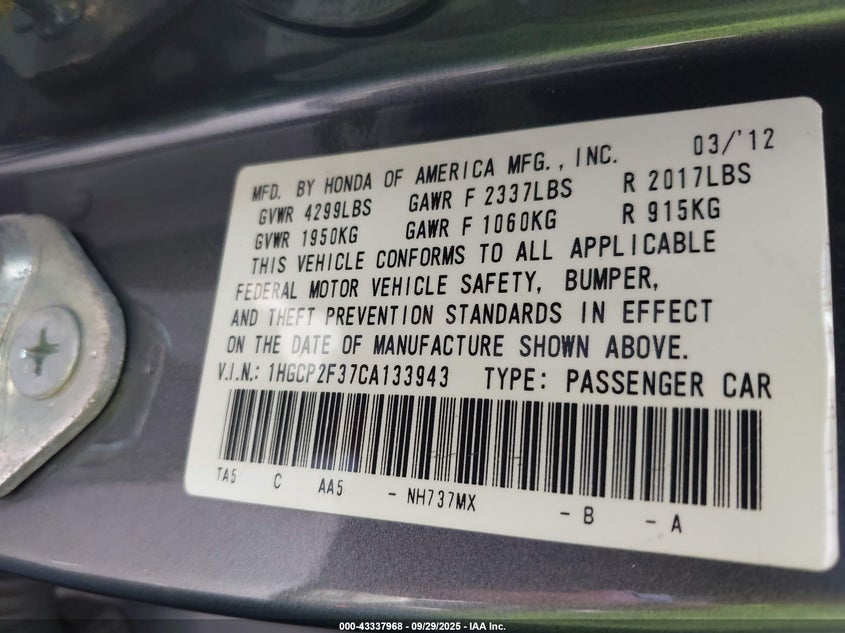 MFD. BY HONDA OF AMERICA MFG., INC. 03/'12
GVWR 4299LBS GAWR F 2337LBS R 2017LBS
GVWR 1950KG GAWR F 1060KG R 915KG
THIS VEHICLE CONFORMS TO ALL APPLICABLE
FEDERAL MOTOR VEHICLE SAFETY, BUMPER,
AND THEFT PREVENTION STANDARDS IN EFFECT
ON THE DATE OF MANUFACTURE SHOWN ABOVE.
V.I.N.: 1HGCP2F37CA133943 TYPE: PASSENGER CAR
TA5 C AA5 - NH737MX - B - A
000-43337968 - 09/29/2025 - IAA Inc.